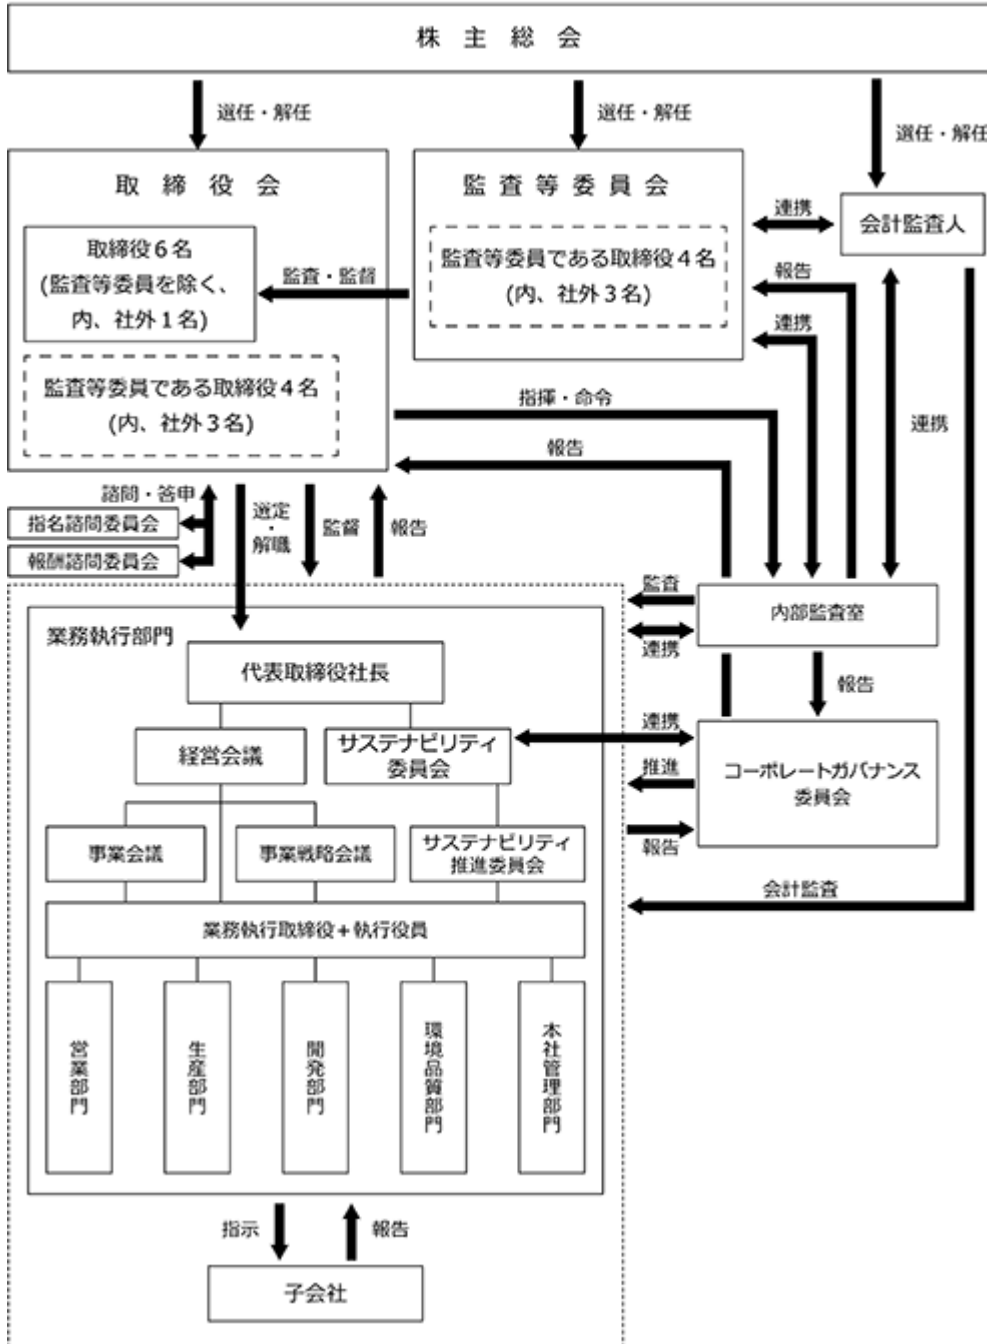 株主総会
選任・解任
選任・解任
選任・解任
取締役会
監査等委員会
会計監査人
連携
取締役6名
(監査等委員を除く、
内、社外1名)
監査・監督
監査等委員である取締役4名
(内、社外3名)
報告
連携
監査等委員である取締役4名
(内、社外3名)
指揮・命令
報告
連携
諮問・答申
指名諮問委員会
報酬諮問委員会
選定
・
解職
監督
報告
業務執行部門
監査
連携
内部監査室
代表取締役社長
報告
経営会議
サステナビリティ
委員会
連携
推進
報告
コーポレートガバナンス
委員会
事業会議
事業戦略会議
サステナビリティ
推進委員会
会計監査
業務執行取締役+執行役員
営業部門
生産部門
開発部門
環境品質部門
本社管理部門
指示
報告
子会社